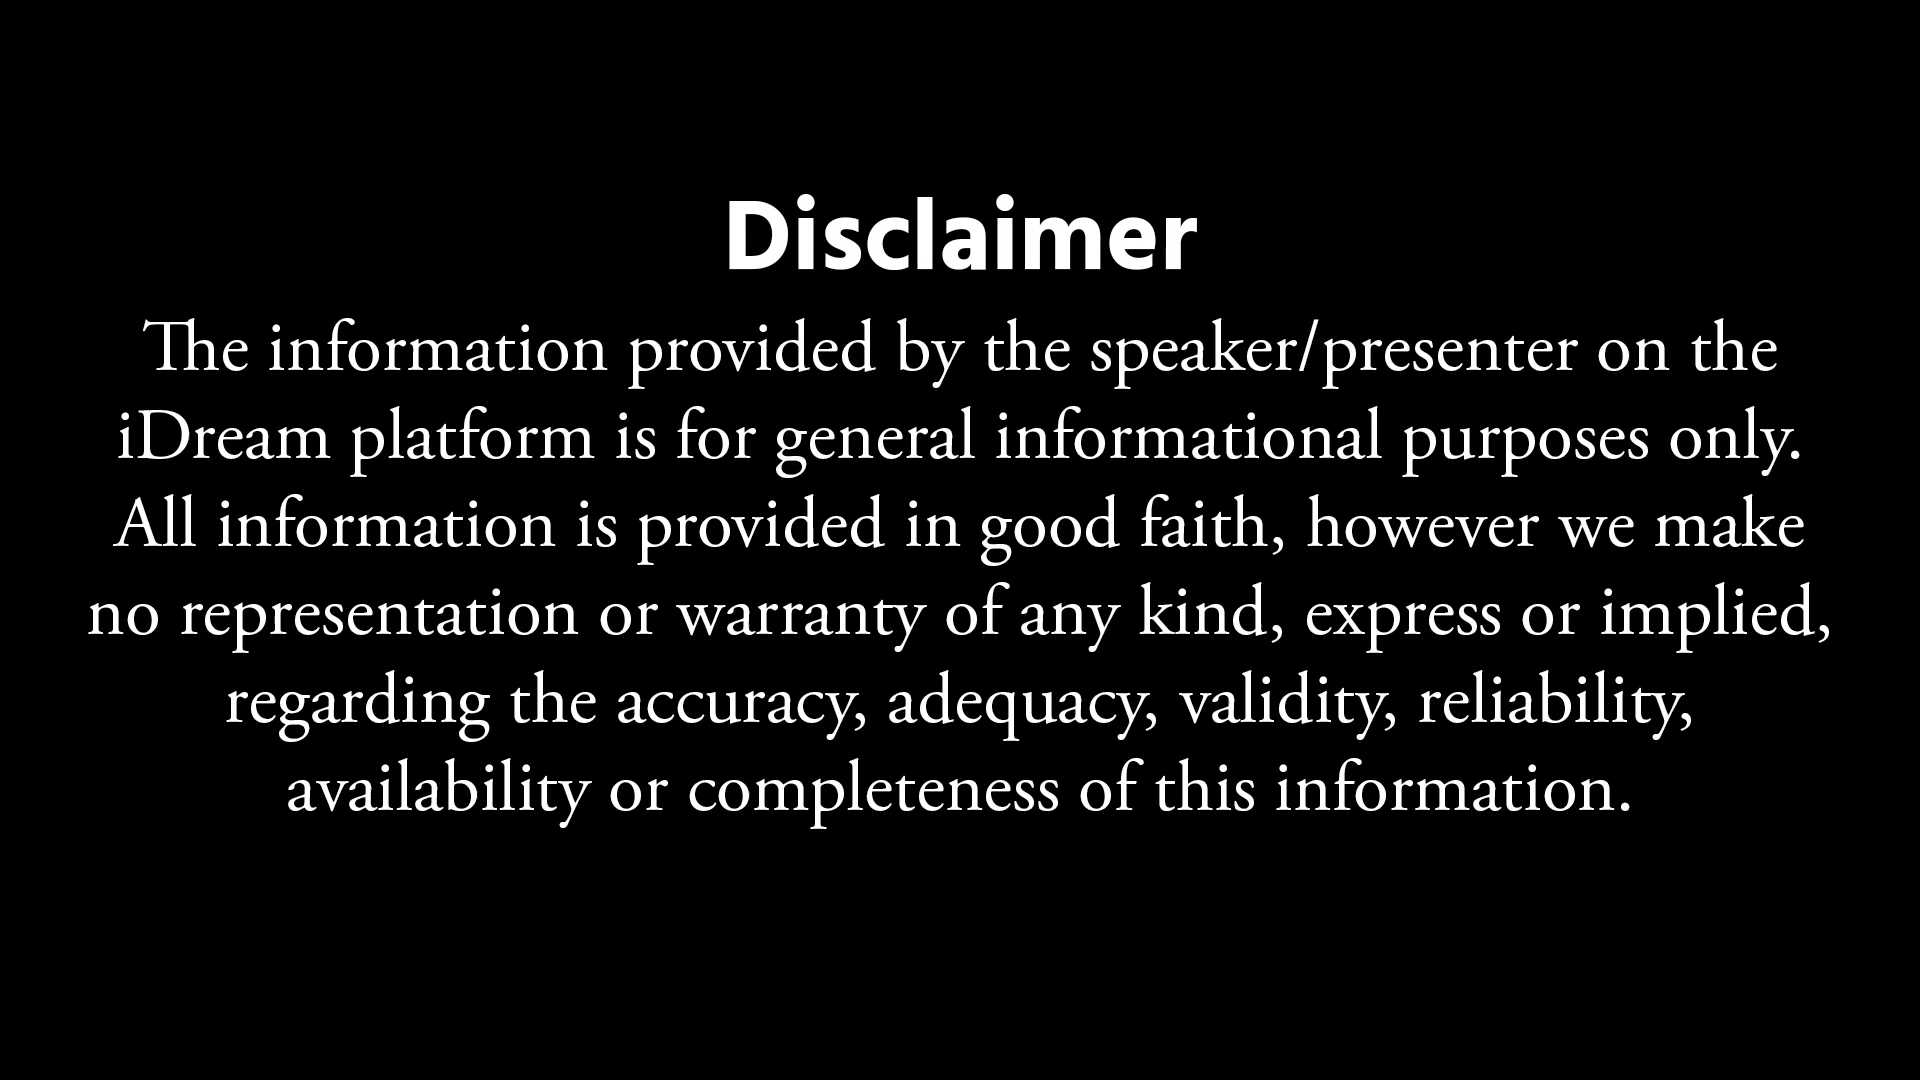 Disclaimer
The information provided by the speaker/presenter on the
iDream platform is for general informational purposes only.
All information is provided in good faith, however we make
no representation or warranty of any kind, express or implied,
regarding the accuracy, adequacy, validity, reliability,
availability or completeness of this information.